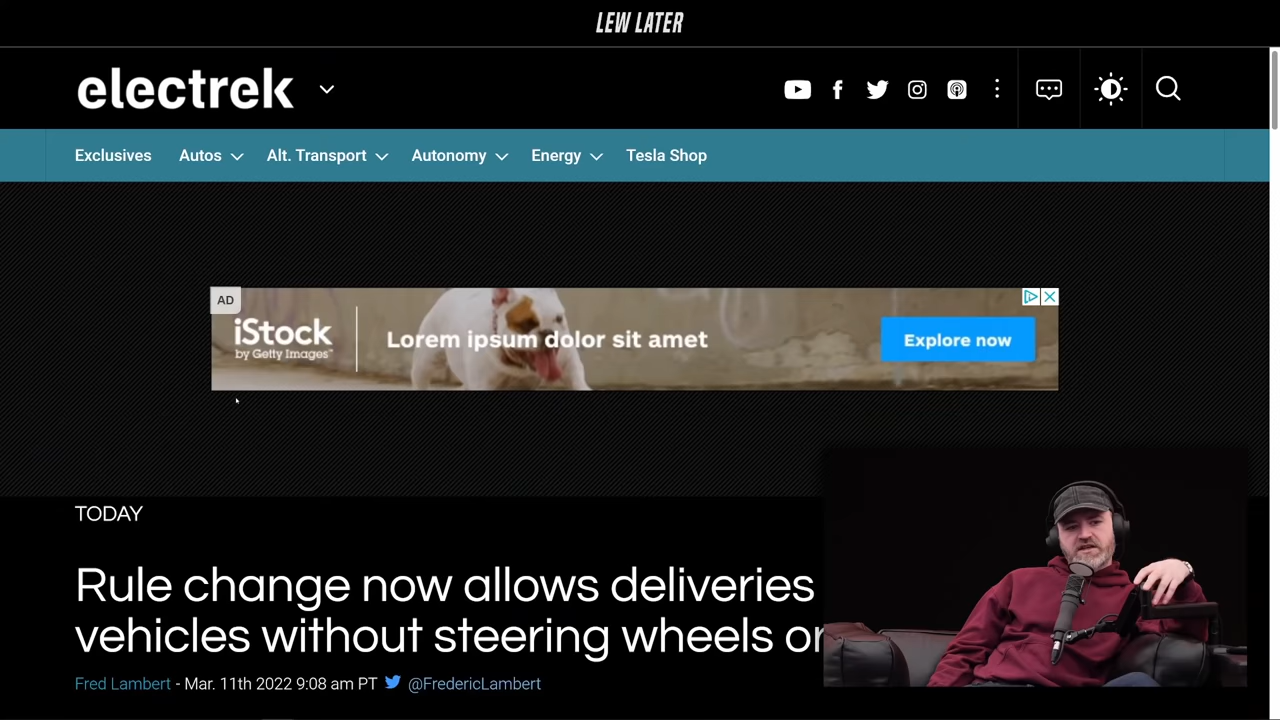 LEW LATER
electrek
Exclusives Autos Alt. Transport Autonomy Energy Tesla Shop
AD
iStock
by Getty Images™
Lorem ipsum dolor sit amet
Explore now
TODAY
Rule change now allows deliveries
vehicles without steering wheels or
Fred Lambert - Mar. 11th 2022 9:08 am PT @FredericLambert